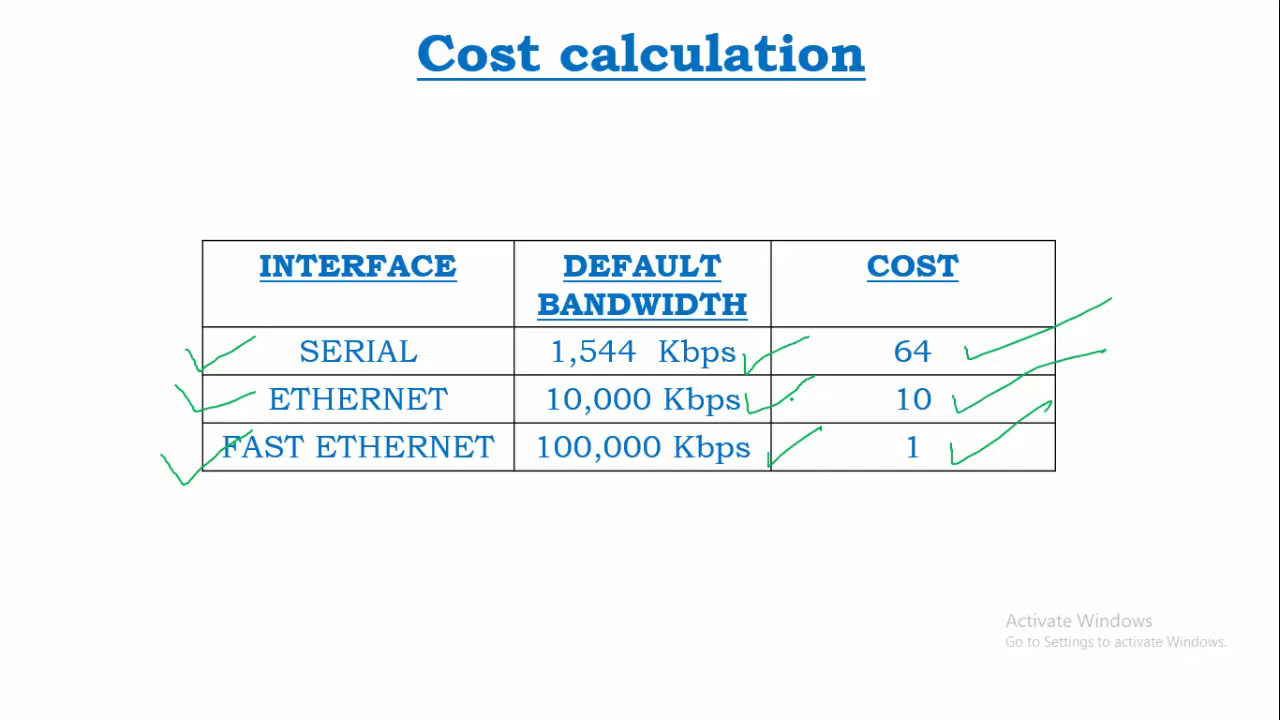 Cost calculation
INTERFACE DEFAULT BANDWIDTH COST
SERIAL 1,544 Kbps 64
ETHERNET 10,000 Kbps 10
FAST ETHERNET 100,000 Kbps 1
Activate Windows
Go to Settings to activate Windows.